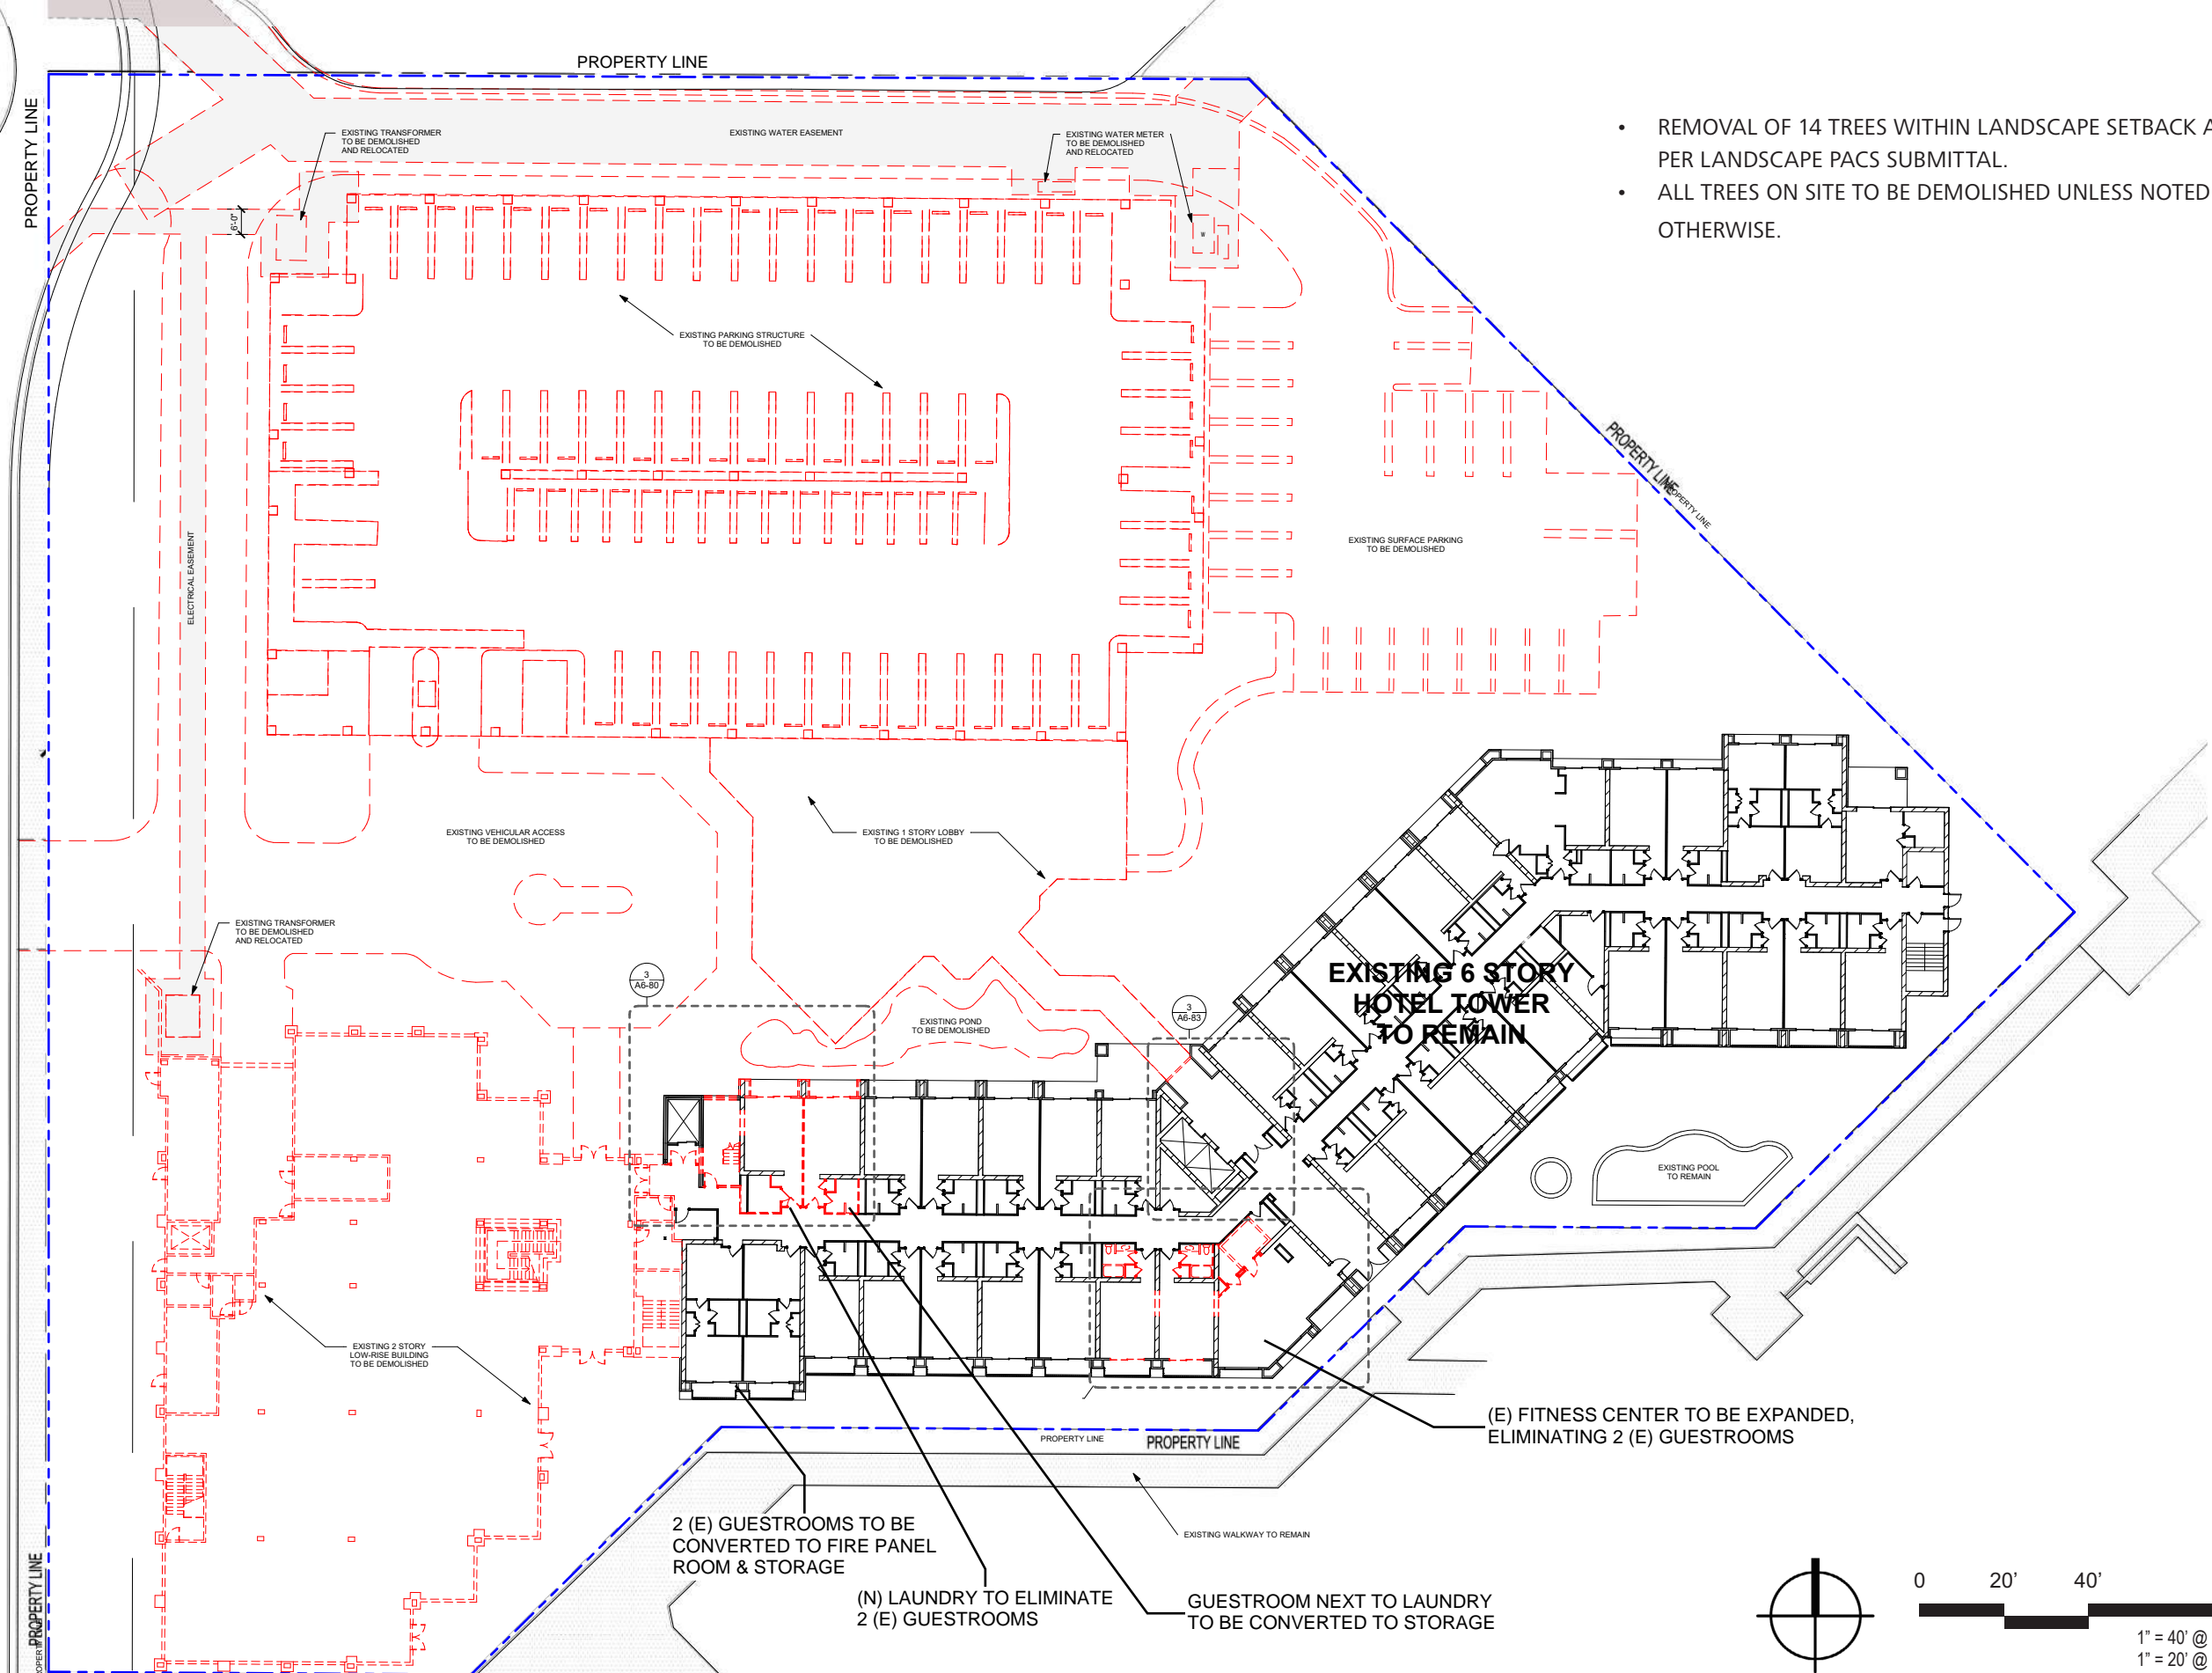 PROPERTY LINE
PROPERTY LINE
EXISTING TRANSFORMER
TO BE DEMOLISHED
AND RELOCATED
EXISTING WATER EASEMENT
EXISTING WATER METER
TO BE DEMOLISHED
AND RELOCATED
• REMOVAL OF 14 TREES WITHIN LANDSCAPE SETBACK
PER LANDSCAPE PACS SUBMITTAL.
• ALL TREES ON SITE TO BE DEMOLISHED UNLESS NOTED
OTHERWISE.
6'-0"
W
EXISTING PARKING STRUCTURE
TO BE DEMOLISHED
PROPERTY LINE
PROPERTY LINE
ELECTRICAL EASEMENT
EXISTING SURFACE PARKING
TO BE DEMOLISHED
EXISTING VEHICULAR ACCESS
TO BE DEMOLISHED
EXISTING 1 STORY LOBBY
TO BE DEMOLISHED
EXISTING TRANSFORMER
TO BE DEMOLISHED
AND RELOCATED
3
A6-80
3
A6-83
EXISTING POND
TO BE DEMOLISHED
EXISTING 6 STORY
HOTEL TOWER
TO REMAIN
EXISTING POOL
TO REMAIN
EXISTING 2 STORY
LOW-RISE BUILDING
TO BE DEMOLISHED
(E) FITNESS CENTER TO BE EXPANDED,
ELIMINATING 2 (E) GUESTROOMS
PROPERTY LINE
PROPERTY LINE
2 (E) GUESTROOMS TO BE
CONVERTED TO FIRE PANEL
ROOM & STORAGE
EXISTING WALKWAY TO REMAIN
(N) LAUNDRY TO ELIMINATE
2 (E) GUESTROOMS
GUESTROOM NEXT TO LAUNDRY
TO BE CONVERTED TO STORAGE
PROPERTY LINE
0 20' 40'
1" = 40' @
1" = 20' @